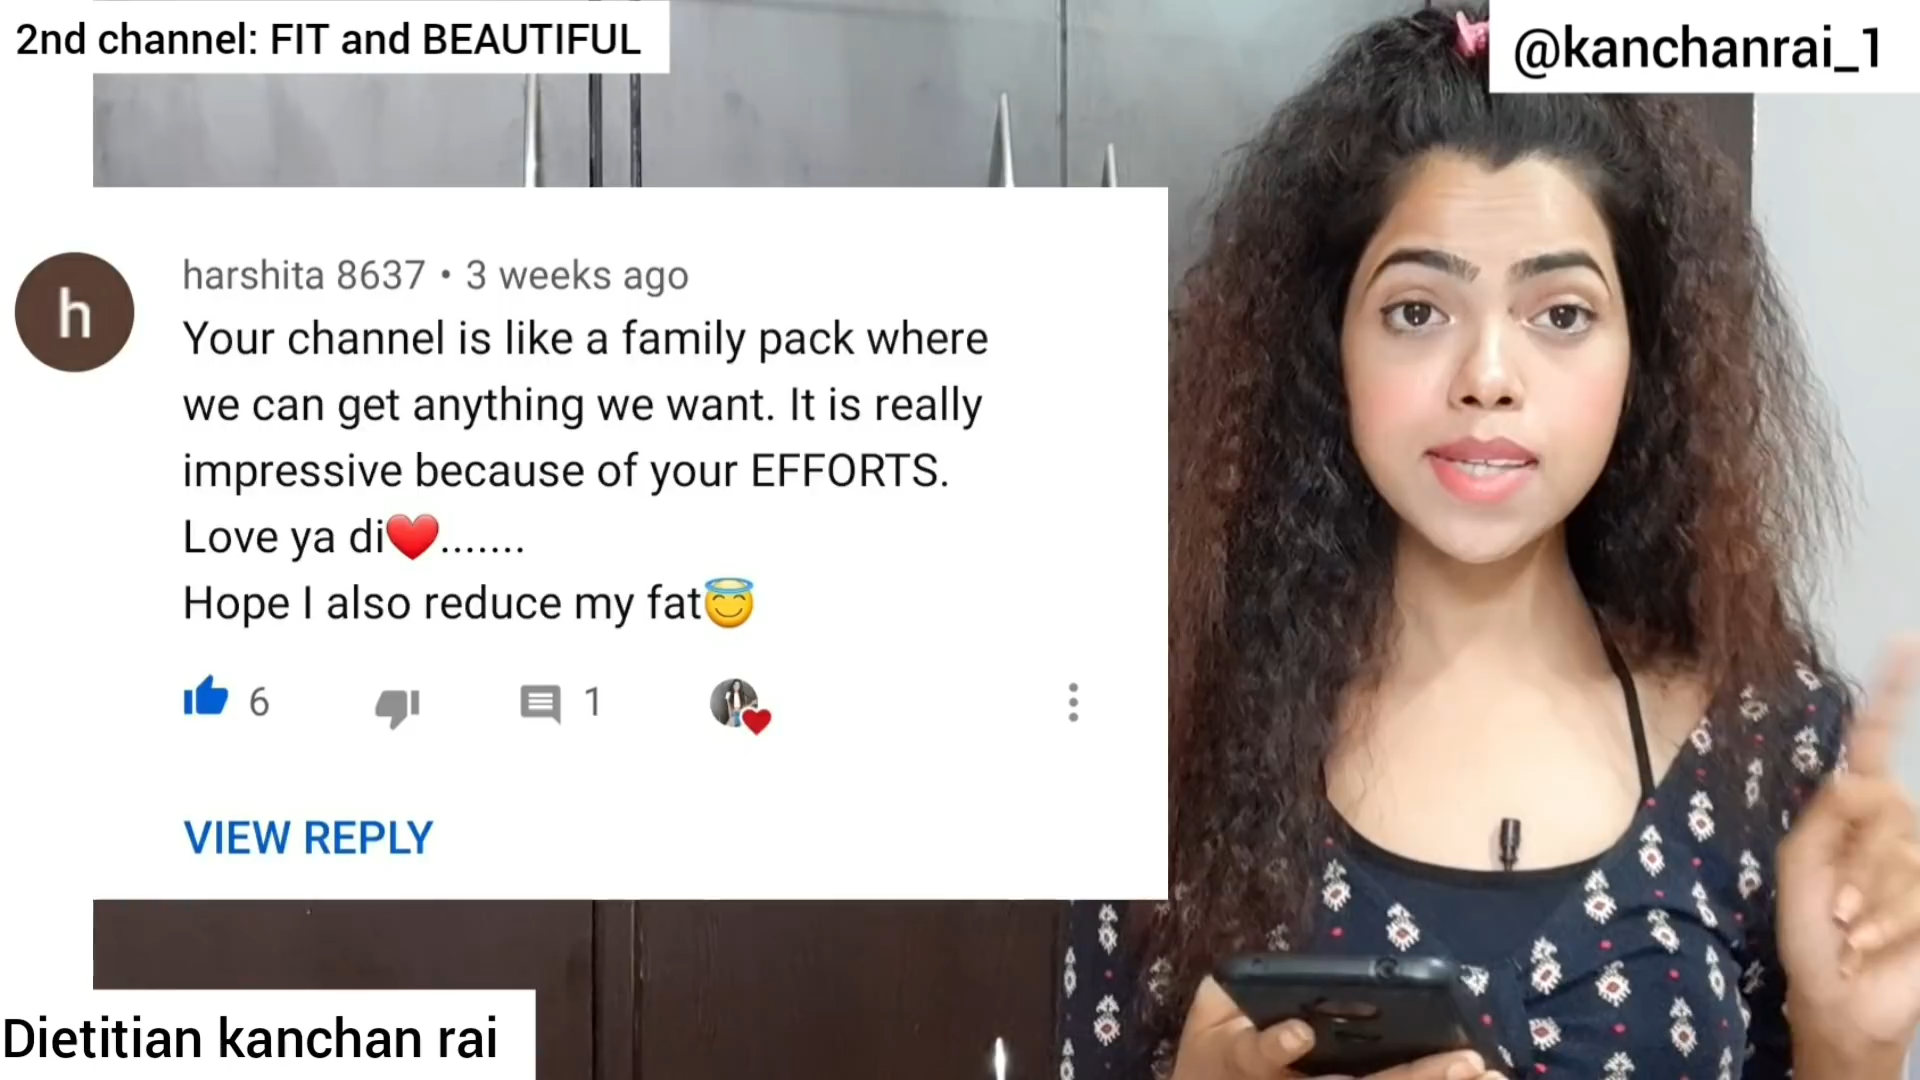 2nd channel: FIT and BEAUTIFUL
@kanchanrai_1
h
harshita 8637 • 3 weeks ago
Your channel is like a family pack where
we can get anything we want. It is really
impressive because of your EFFORTS.
Love ya di❤️.......
Hope I also reduce my fat😇
6
1
VIEW REPLY
Dietitian kanchan rai